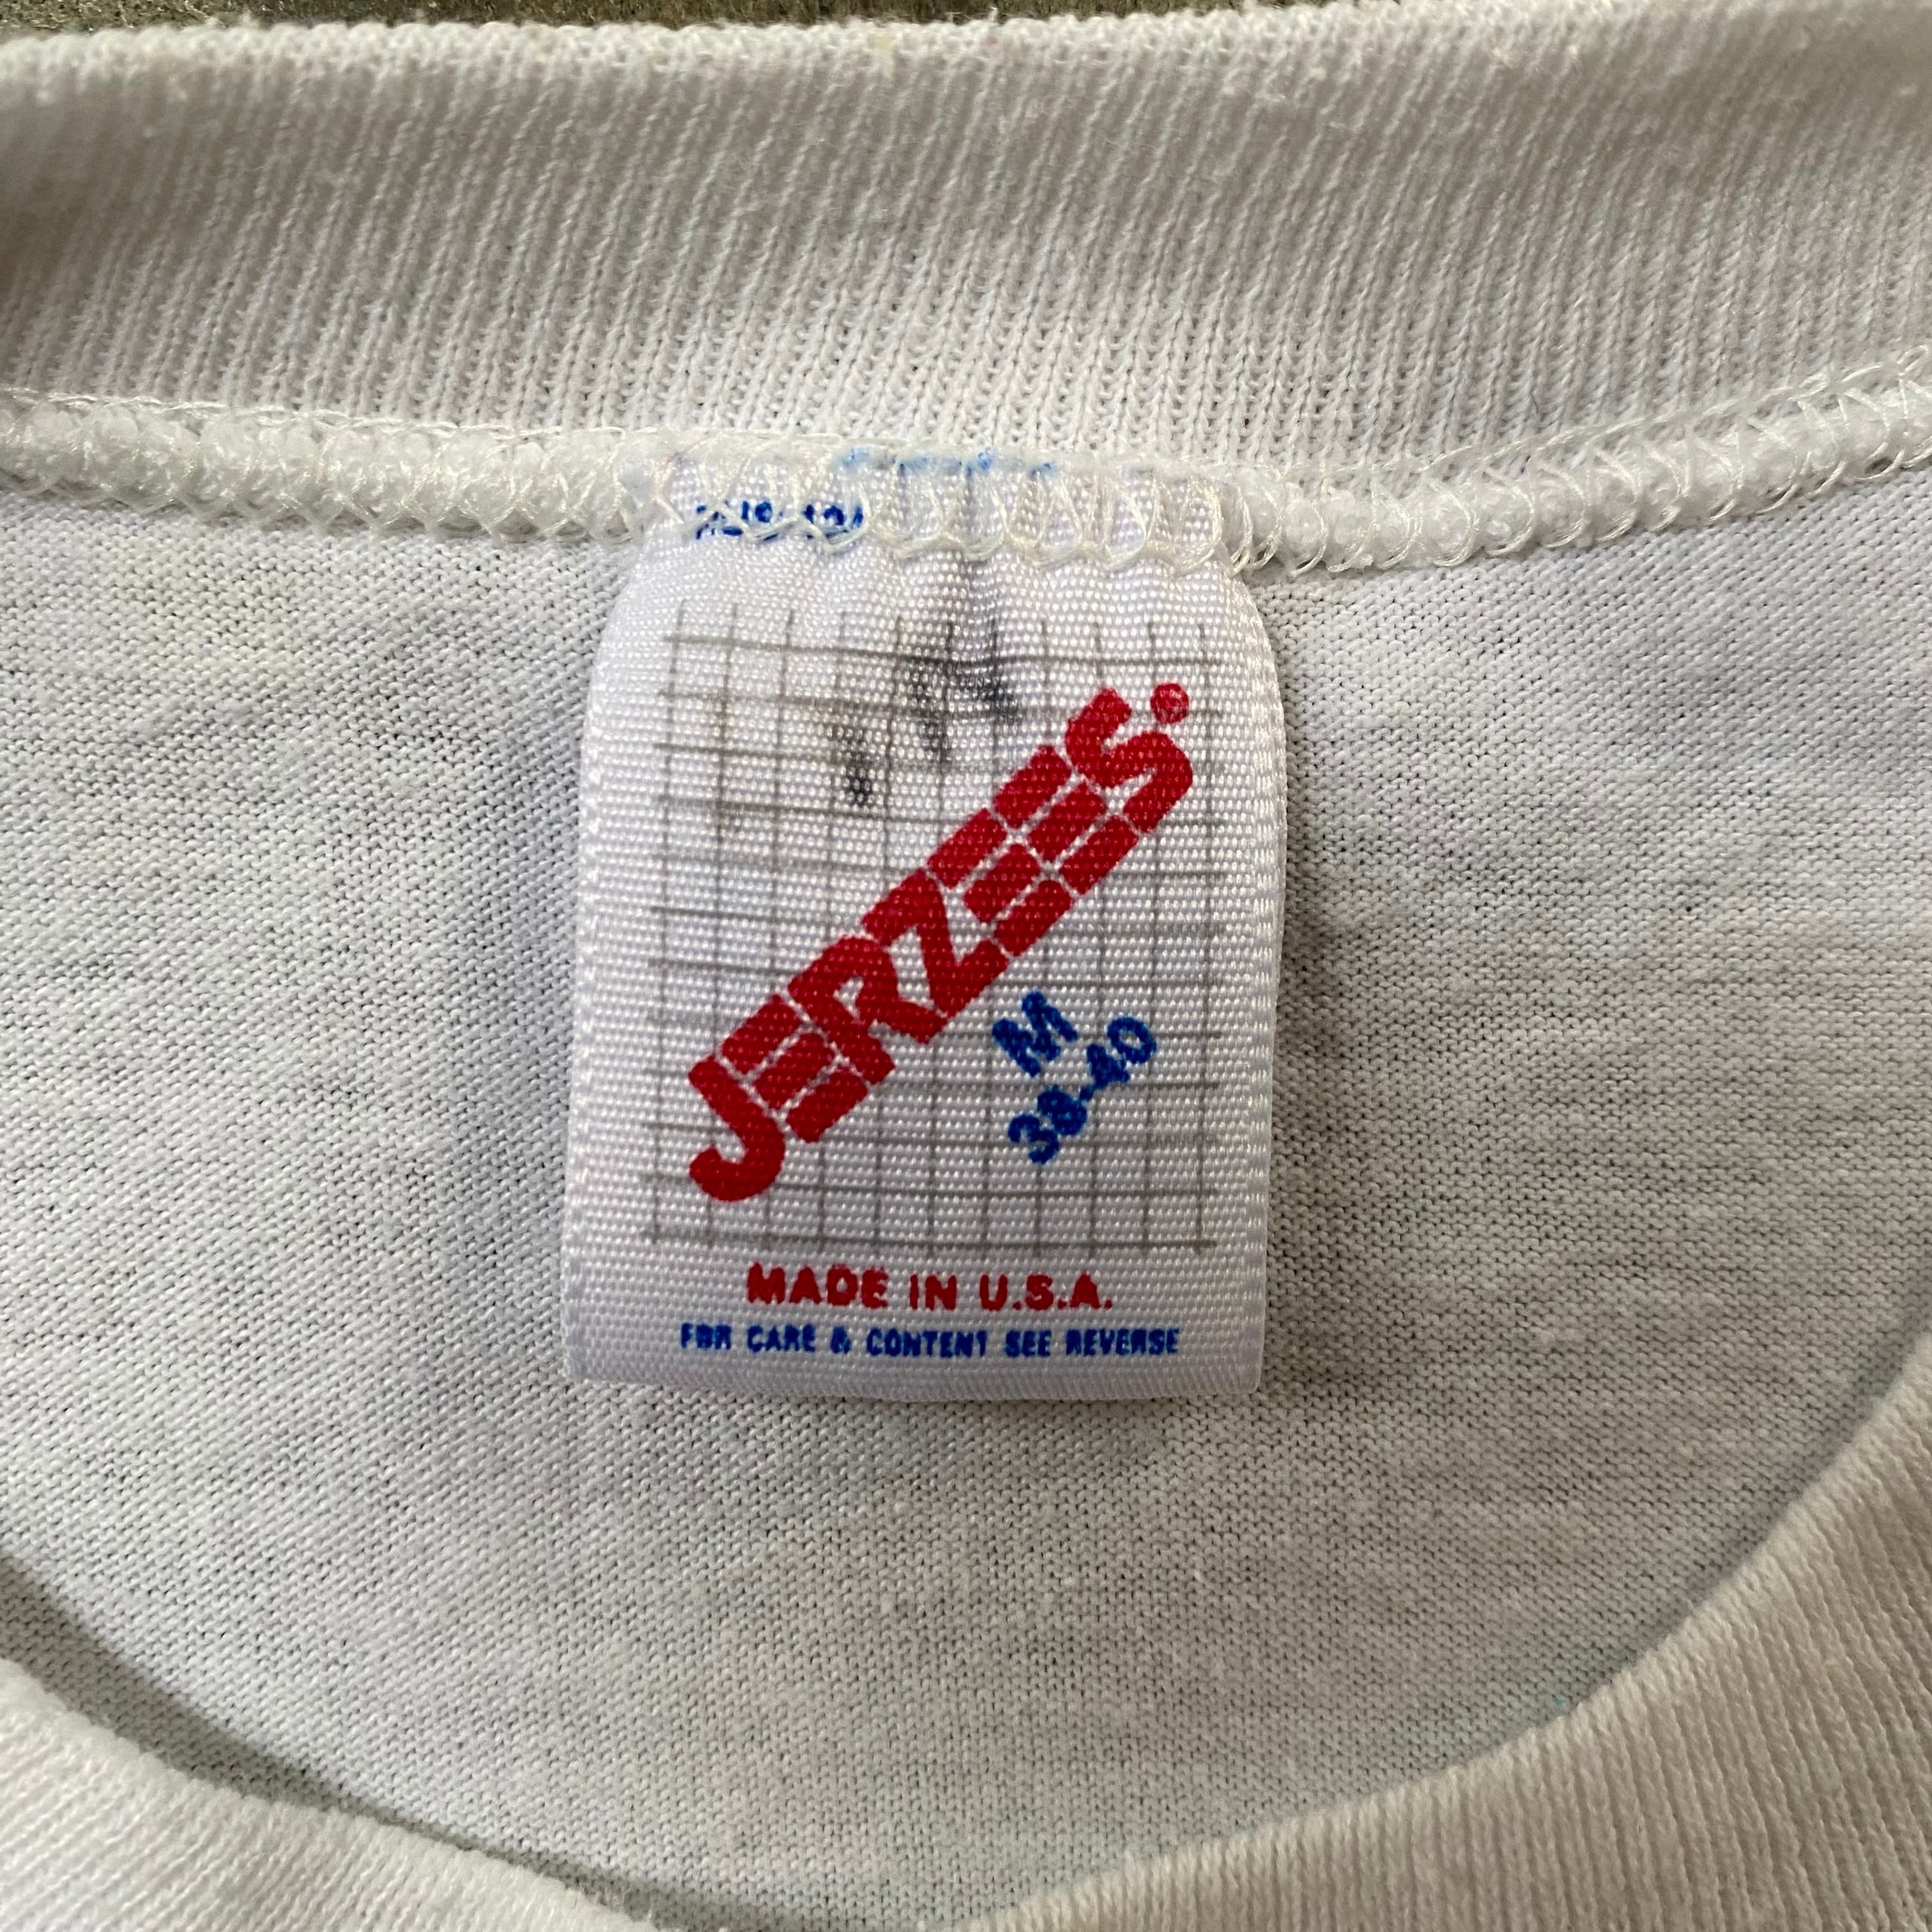 JERZEES®
M
38-40
MADE IN U.S.A.
FOR CARE & CONTENT SEE REVERSE